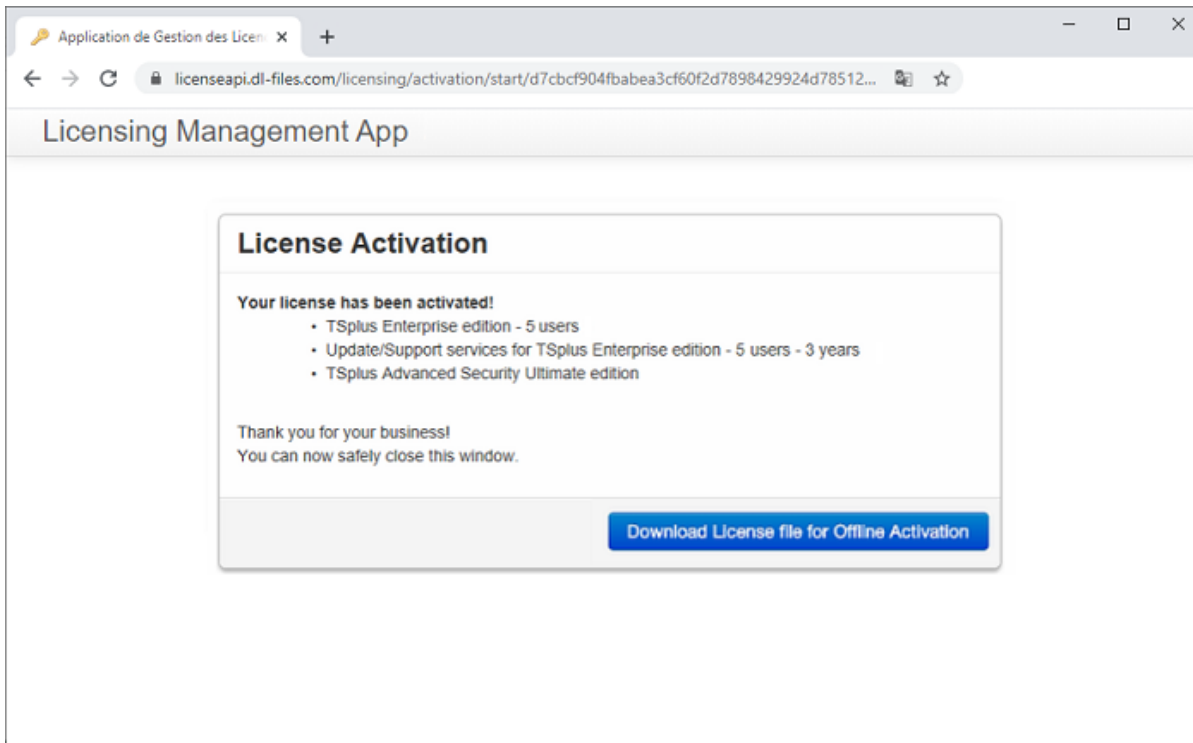 Application de Gestion des Licen
licenseapi.dl-files.com/licensing/activation/start/d7cbcf904fbabea3cf60f2d7898429924d78512...
Licensing Management App
License Activation
Your license has been activated!
• TSplus Enterprise edition - 5 users
• Update/Support services for TSplus Enterprise edition - 5 users - 3 years
• TSplus Advanced Security Ultimate edition
Thank you for your business!
You can now safely close this window.
Download License file for Offline Activation